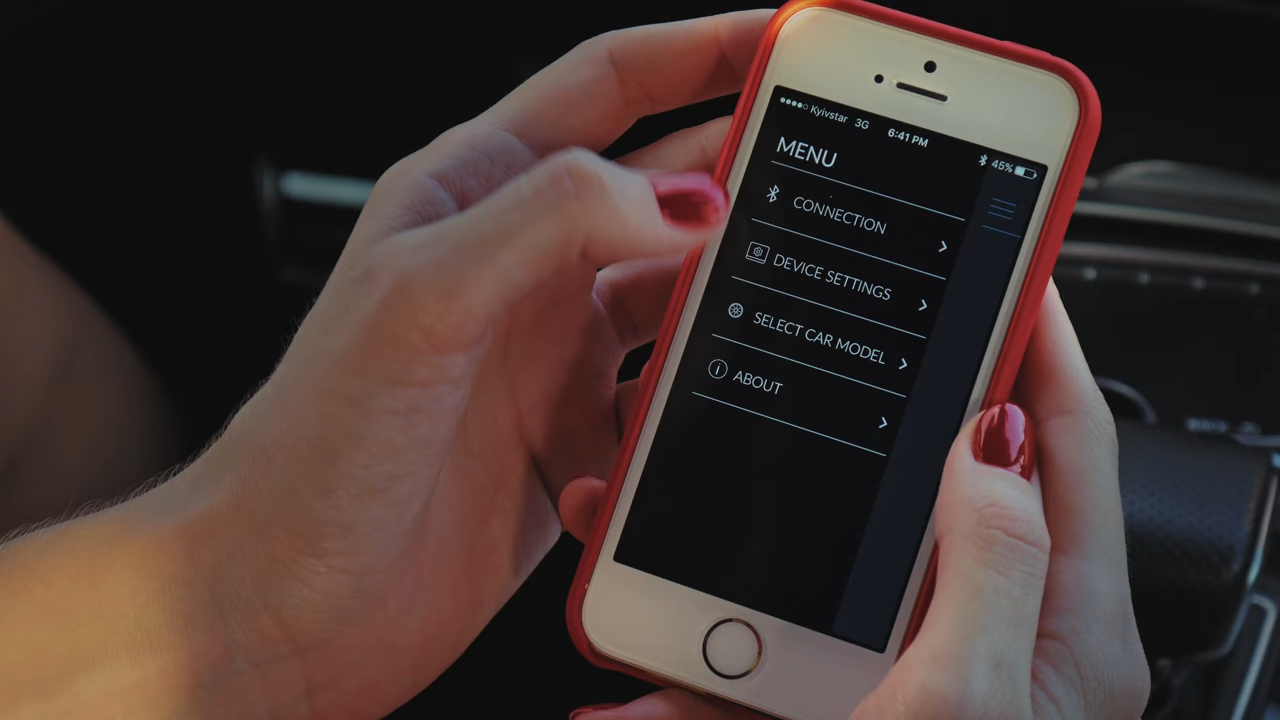 Kyivstar 3G 6:41 PM 45%
MENU
CONNECTION
DEVICE SETTINGS
SELECT CAR MODEL
ABOUT